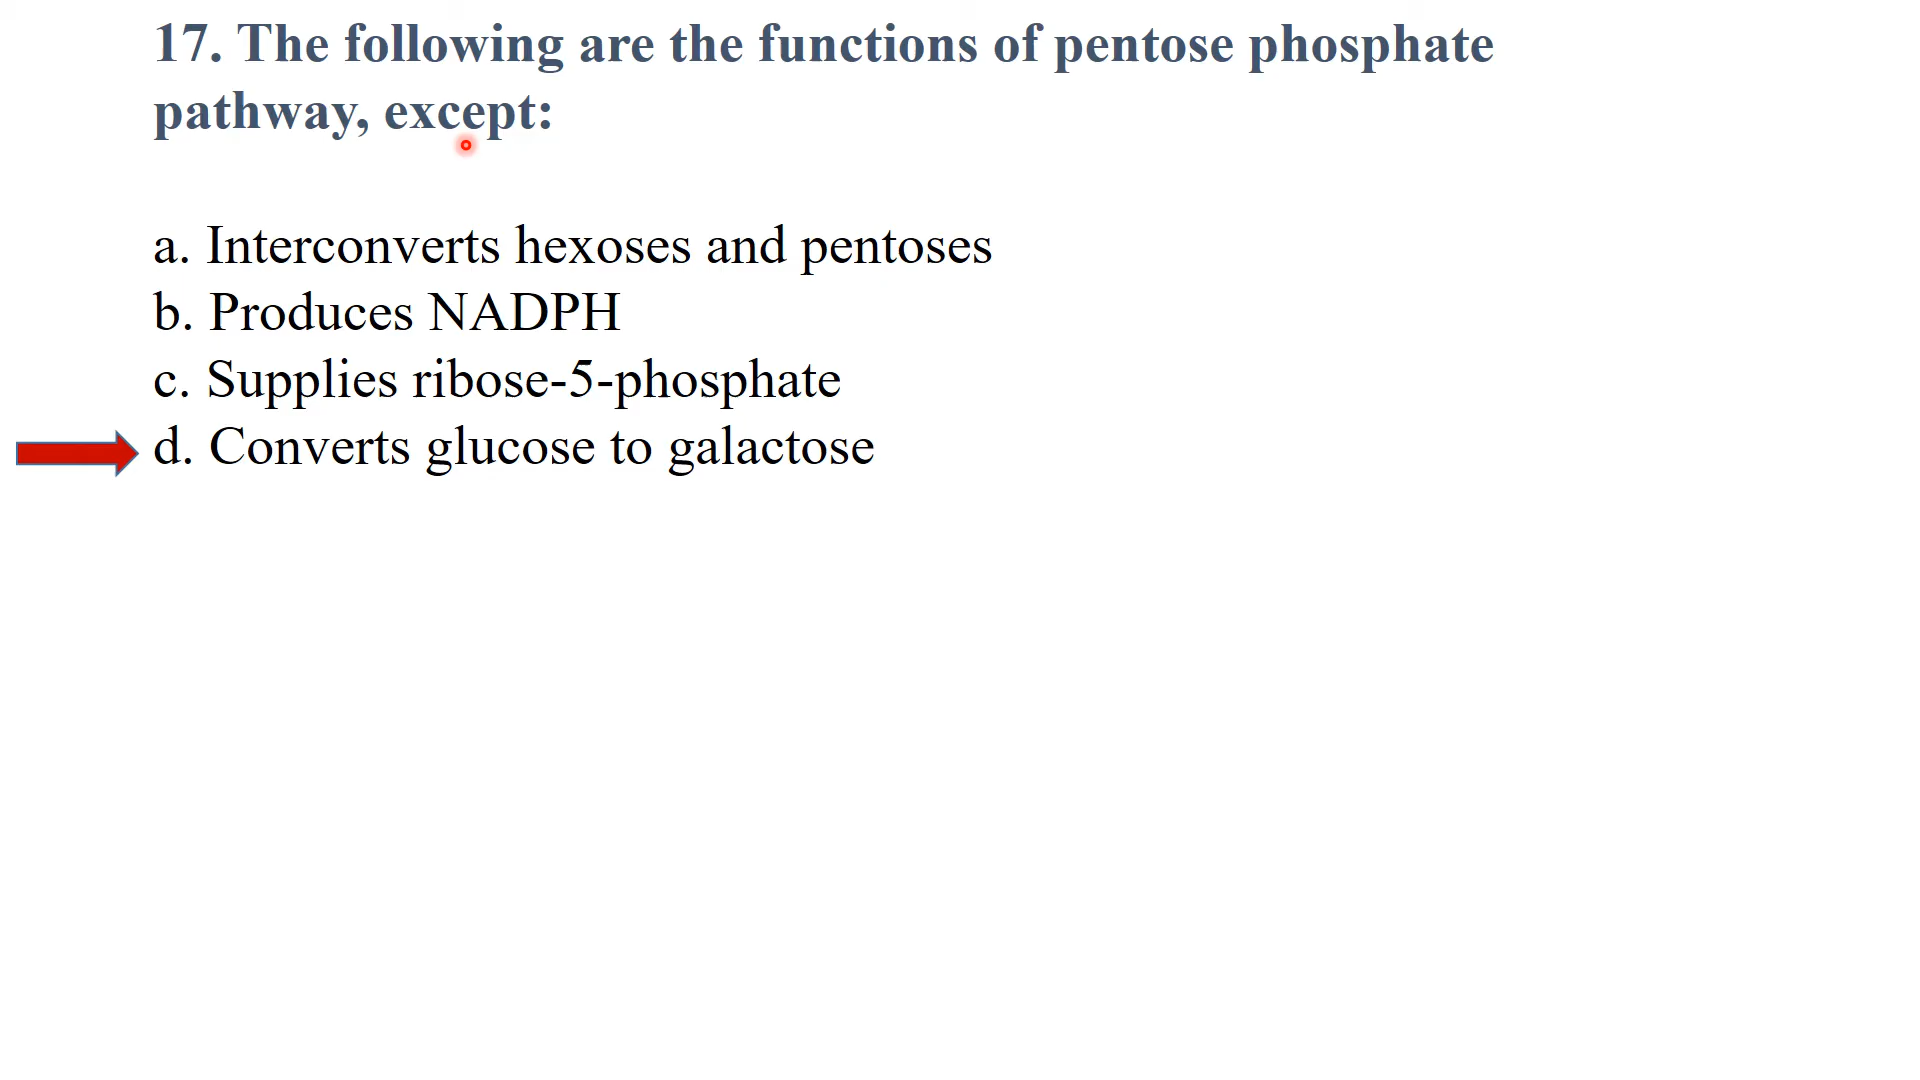 17. The following are the functions of pentose phosphate
pathway, except:
a. Interconverts hexoses and pentoses
b. Produces NADPH
c. Supplies ribose-5-phosphate
d. Converts glucose to galactose